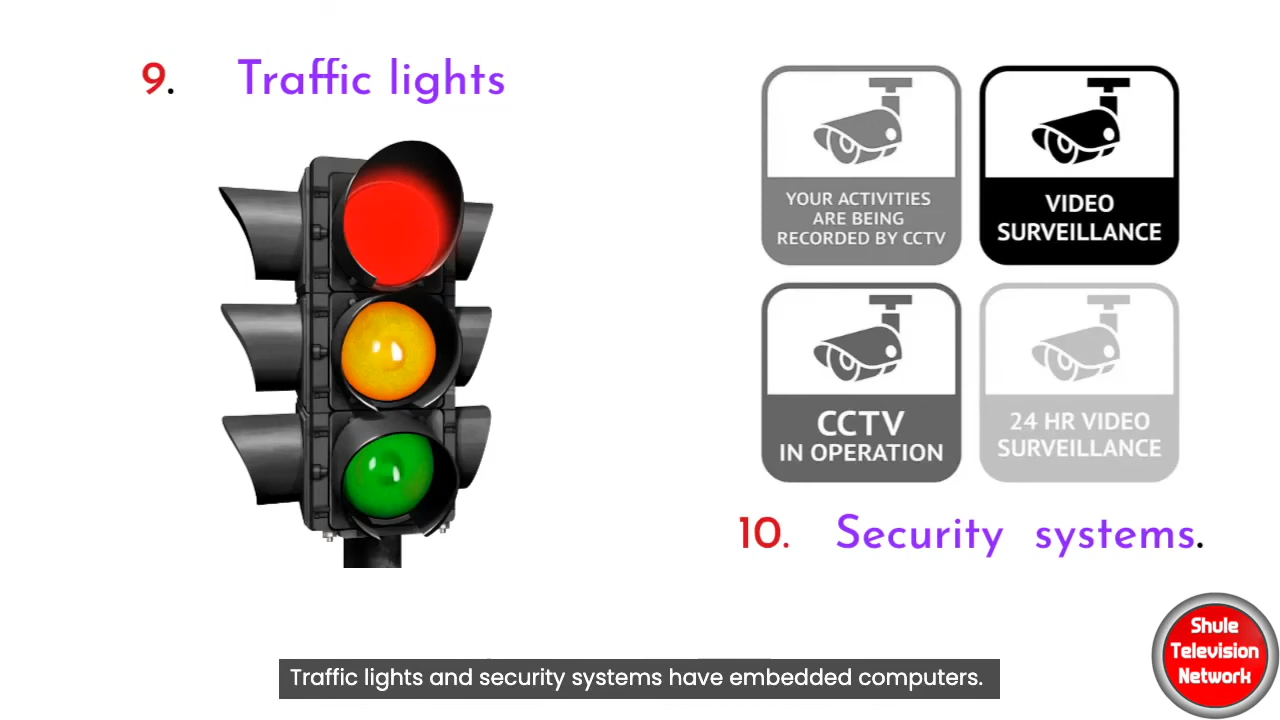 9. Traffic lights
YOUR ACTIVITIES
ARE BEING
RECORDED BY CCTV
VIDEO
SURVEILLANCE
CCTV
IN OPERATION
24 HR VIDEO
SURVEILLANCE
10. Security systems.
Shule
Television
Network
Traffic lights and security systems have embedded computers.